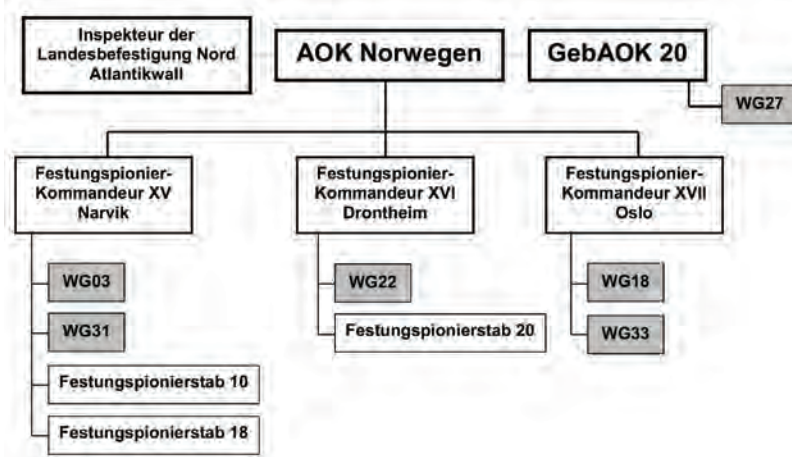 Inspekteur der
Landesbefestigung Nord
Atlantikwall
AOK Norwegen
GebAOK 20
WG27
Festungspionier-
Kommandeur XV
Narvik
Festungspionier-
Kommandeur XVI
Drontheim
Festungspionier-
Kommandeur XVII
Oslo
WG03
WG31
Festungspionierstab 10
Festungspionierstab 18
WG22
Festungspionierstab 20
WG18
WG33